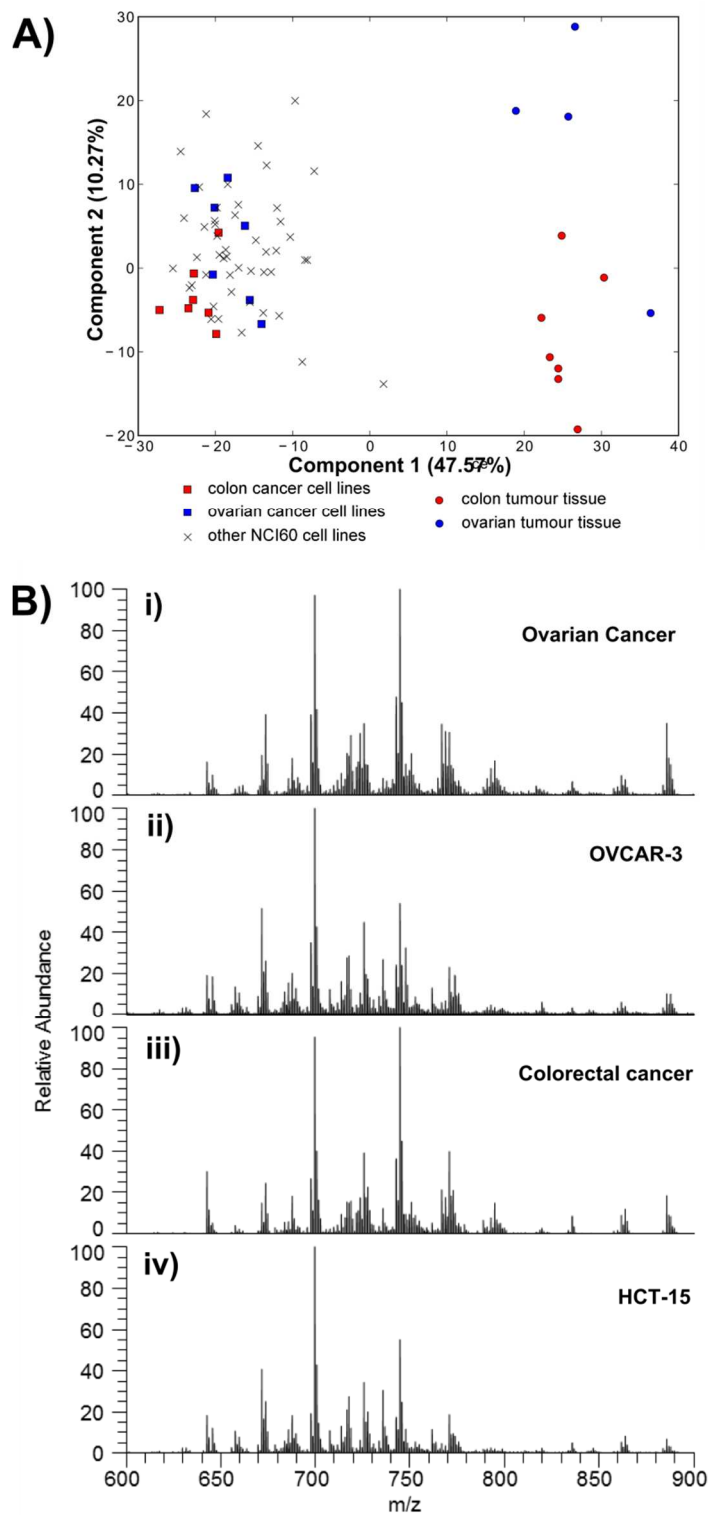 A)
30
20
10
0
−10
−20
Component 2 (10.27%)
−30 −20 −10 0 10 20 30 40
Component 1 (47.57%)
colon cancer cell lines
ovarian cancer cell lines
other NCI60 cell lines
colon tumour tissue
ovarian tumour tissue
B)
Relative Abundance
i)
Ovarian Cancer
100
80
60
40
20
0
ii)
OVCAR-3
100
80
60
40
20
0
iii)
Colorectal cancer
100
80
60
40
20
0
iv)
HCT-15
100
80
60
40
20
0
600 650 700 750 800 850 900
m/z